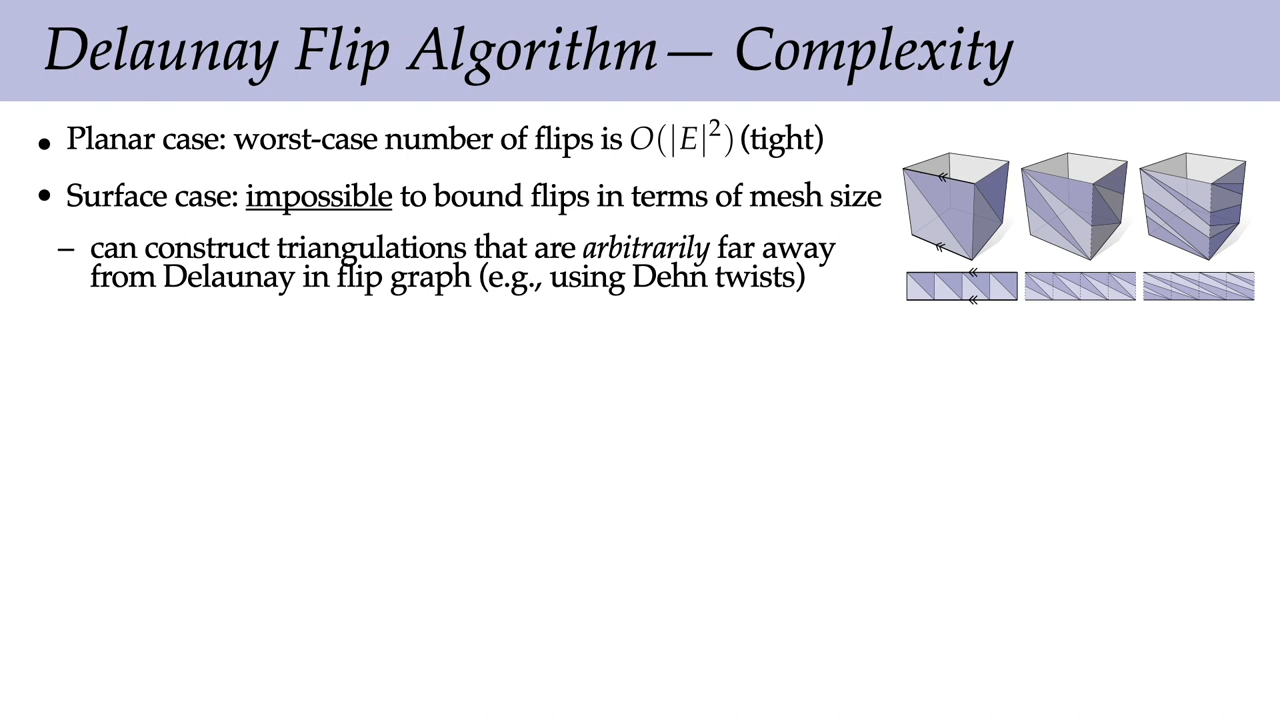 Delaunay Flip Algorithm— Complexity
• Planar case: worst-case number of flips is O(|E|²) (tight)
• Surface case: impossible to bound flips in terms of mesh size
– can construct triangulations that are arbitrarily far away
from Delaunay in flip graph (e.g., using Dehn twists)